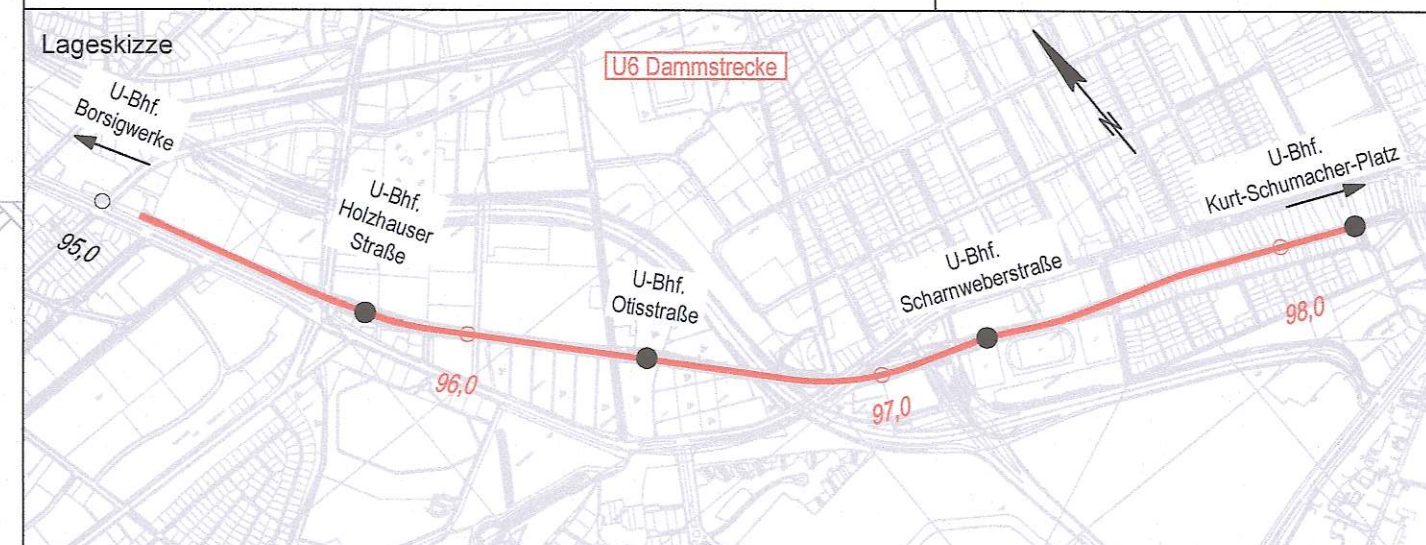 Lageskizze
U6 Dammstrecke
U-Bhf.
Borsigwerke
95,0
U-Bhf.
Holzhauser
Straße
96,0
U-Bhf.
Otisstraße
97,0
U-Bhf.
Scharnweberstraße
N
U-Bhf.
Kurt-Schumacher-Platz
98,0